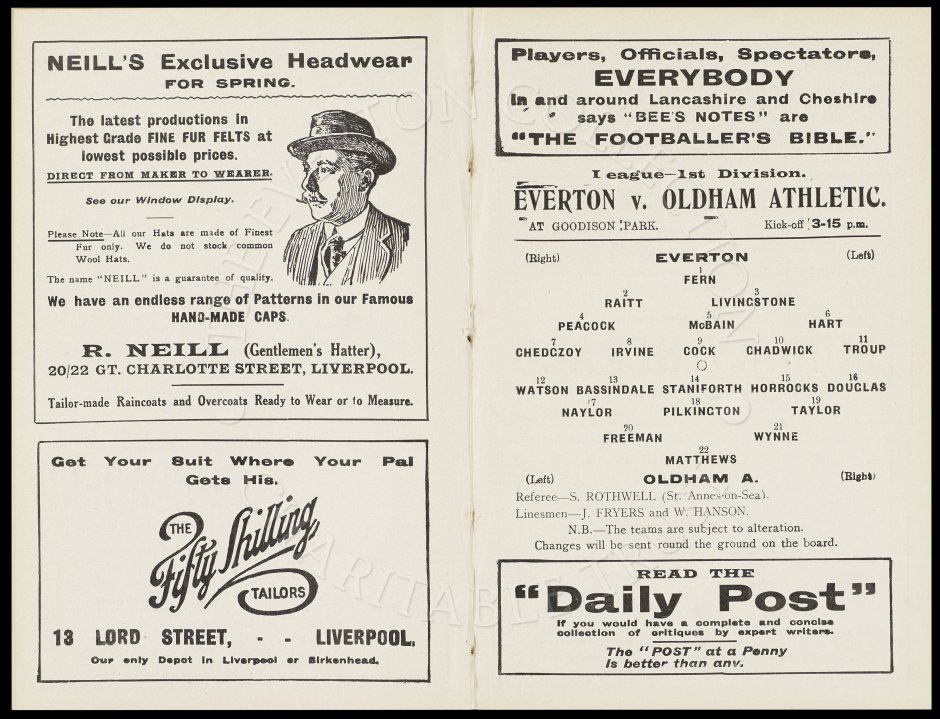 NEILL'S Exclusive Headwear
FOR SPRING.
The latest productions in
Highest Grade FINE FUR FELTS at
lowest possible prices.
DIRECT FROM MAKER TO WEARER.
See our Window Display.
Please Note—All our Hats are made of Finest
Fur only. We do not stock common
Wool Hats.
The name "NEILL" is a guarantee of quality.
We have an endless range of Patterns in our Famous
HAND-MADE CAPS.
R. NEILL (Gentlemen's Hatter),
20/22 GT. CHARLOTTE STREET, LIVERPOOL.
Tailor-made Raincoats and Overcoats Ready to Wear or to Measure.
Get Your Suit Where Your Pal
Gets His.
THE
Fifty Shilling
TAILORS
13 LORD STREET, - - LIVERPOOL.
Our only Depot in Liverpool or Birkenhead.
Players, Officials, Spectators,
EVERYBODY
in and around Lancashire and Cheshire
says "BEE'S NOTES" are
"THE FOOTBALLER'S BIBLE."
League—1st Division.
EVERTON v. OLDHAM ATHLETIC.
AT GOODISON PARK. Kick-off 3-15 p.m.
(Right) EVERTON (Left)
1
FERN
2 3
RAITT LIVINGSTONE
4 5 6
PEACOCK McBAIN HART
7 8 9 10 11
CHEDGZOY IRVINE COCK CHADWICK TROUP
O
12 13 14 15 16
WATSON BASSINDALE STANIFORTH HORROCKS DOUGLAS
17 18 19
NAYLOR PILKINGTON TAYLOR
20 21
FREEMAN WYNNE
22
MATTHEWS
(Left) OLDHAM A. (Right)
Referee—S. ROTHWELL (St. Annes-on-Sea).
Linesmen—J. FRYERS and W. HANSON.
N.B.—The teams are subject to alteration.
Changes will be sent round the ground on the board.
READ THE
"Daily Post"
If you would have a complete and concise
collection of critiques by expert writers.
The "POST" at a Penny
Is better than any.